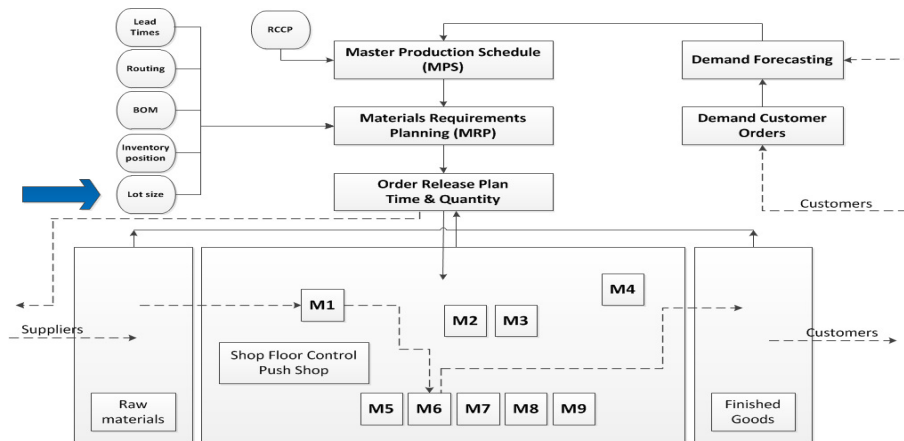 Lead
Times
Routing
BOM
Inventory
position
Lot size
RCCP
Master Production Schedule
(MPS)
Materials Requirements
Planning (MRP)
Order Release Plan
Time & Quantity
Demand Forecasting
Demand Customer
Orders
Customers
Suppliers
Raw
materials
M1
M2
M3
M4
Shop Floor Control
Push Shop
M5
M6
M7
M8
M9
Customers
Finished
Goods